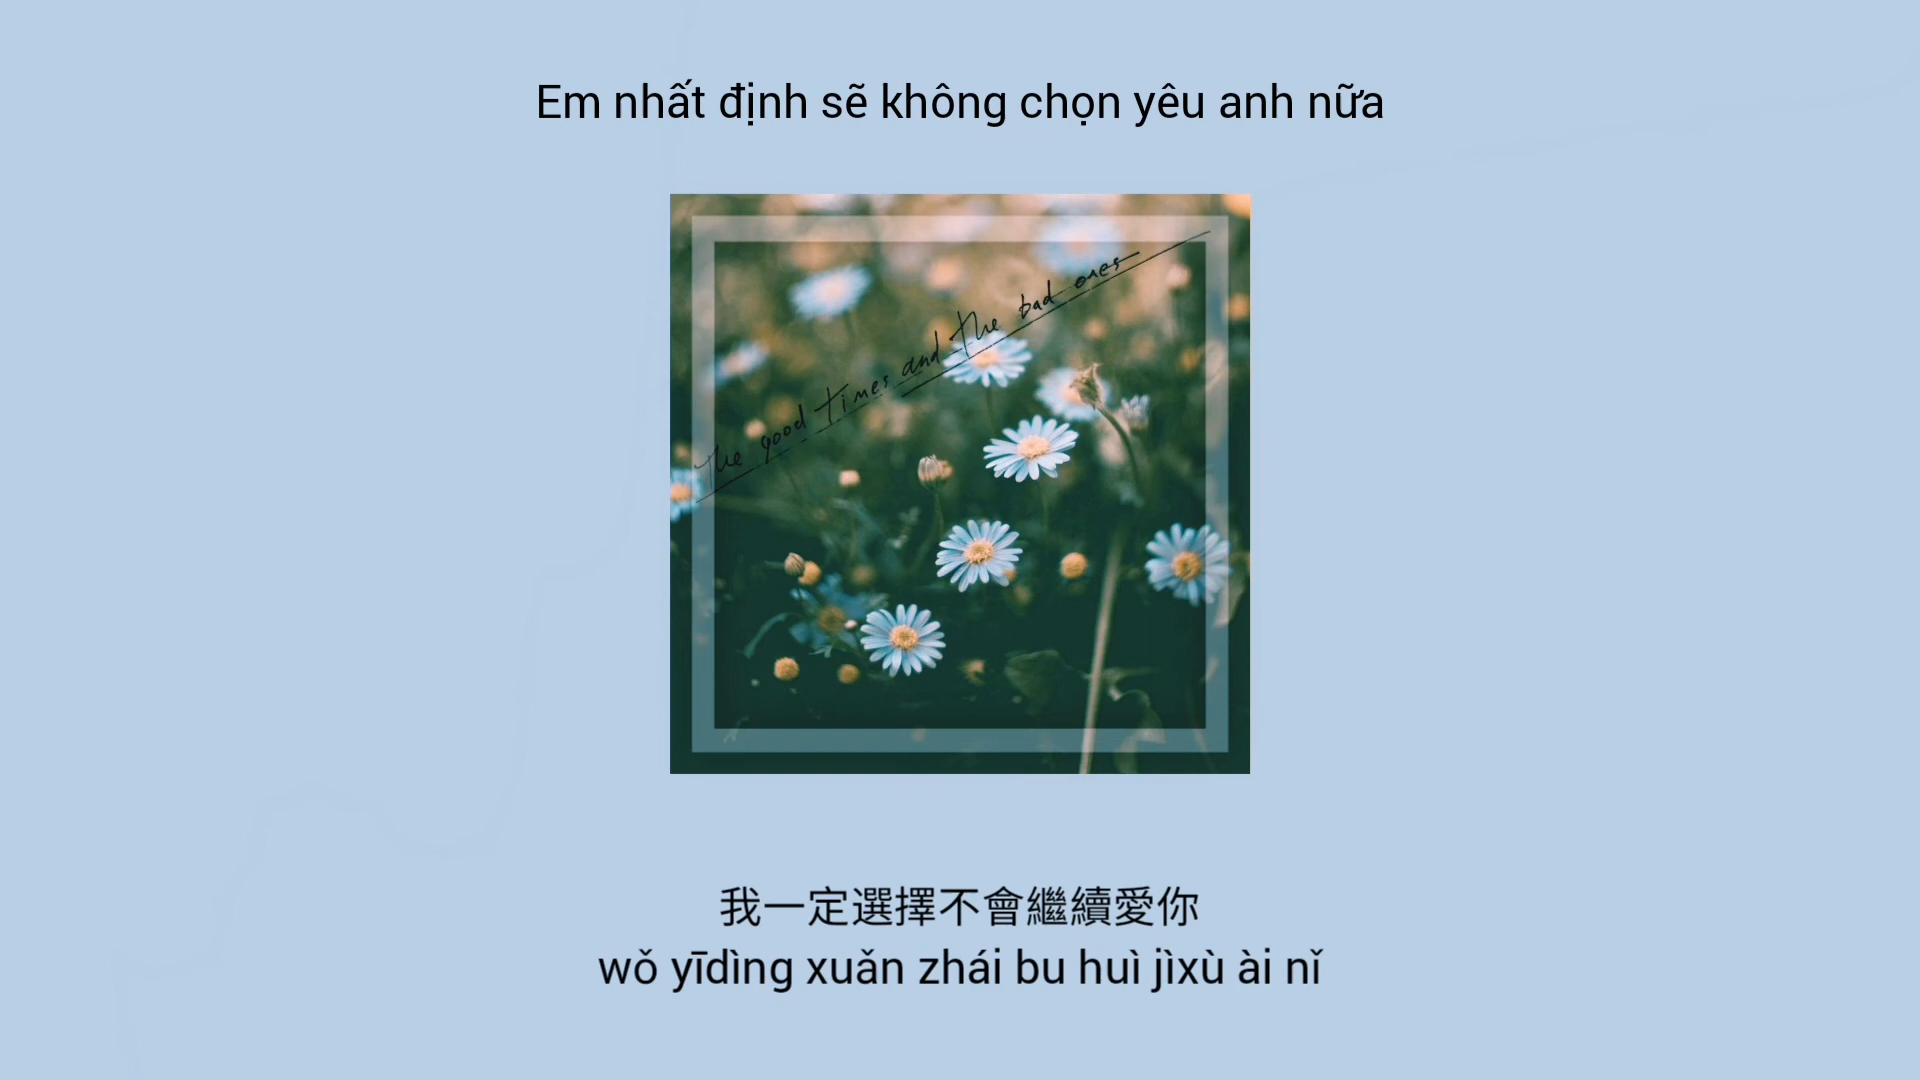 Em nhất định sẽ không chọn yêu anh nữa
The good times and the bad ones
我一定選擇不會繼續愛你
wǒ yīdìng xuǎn zhái bu huì jìxù ài nǐ